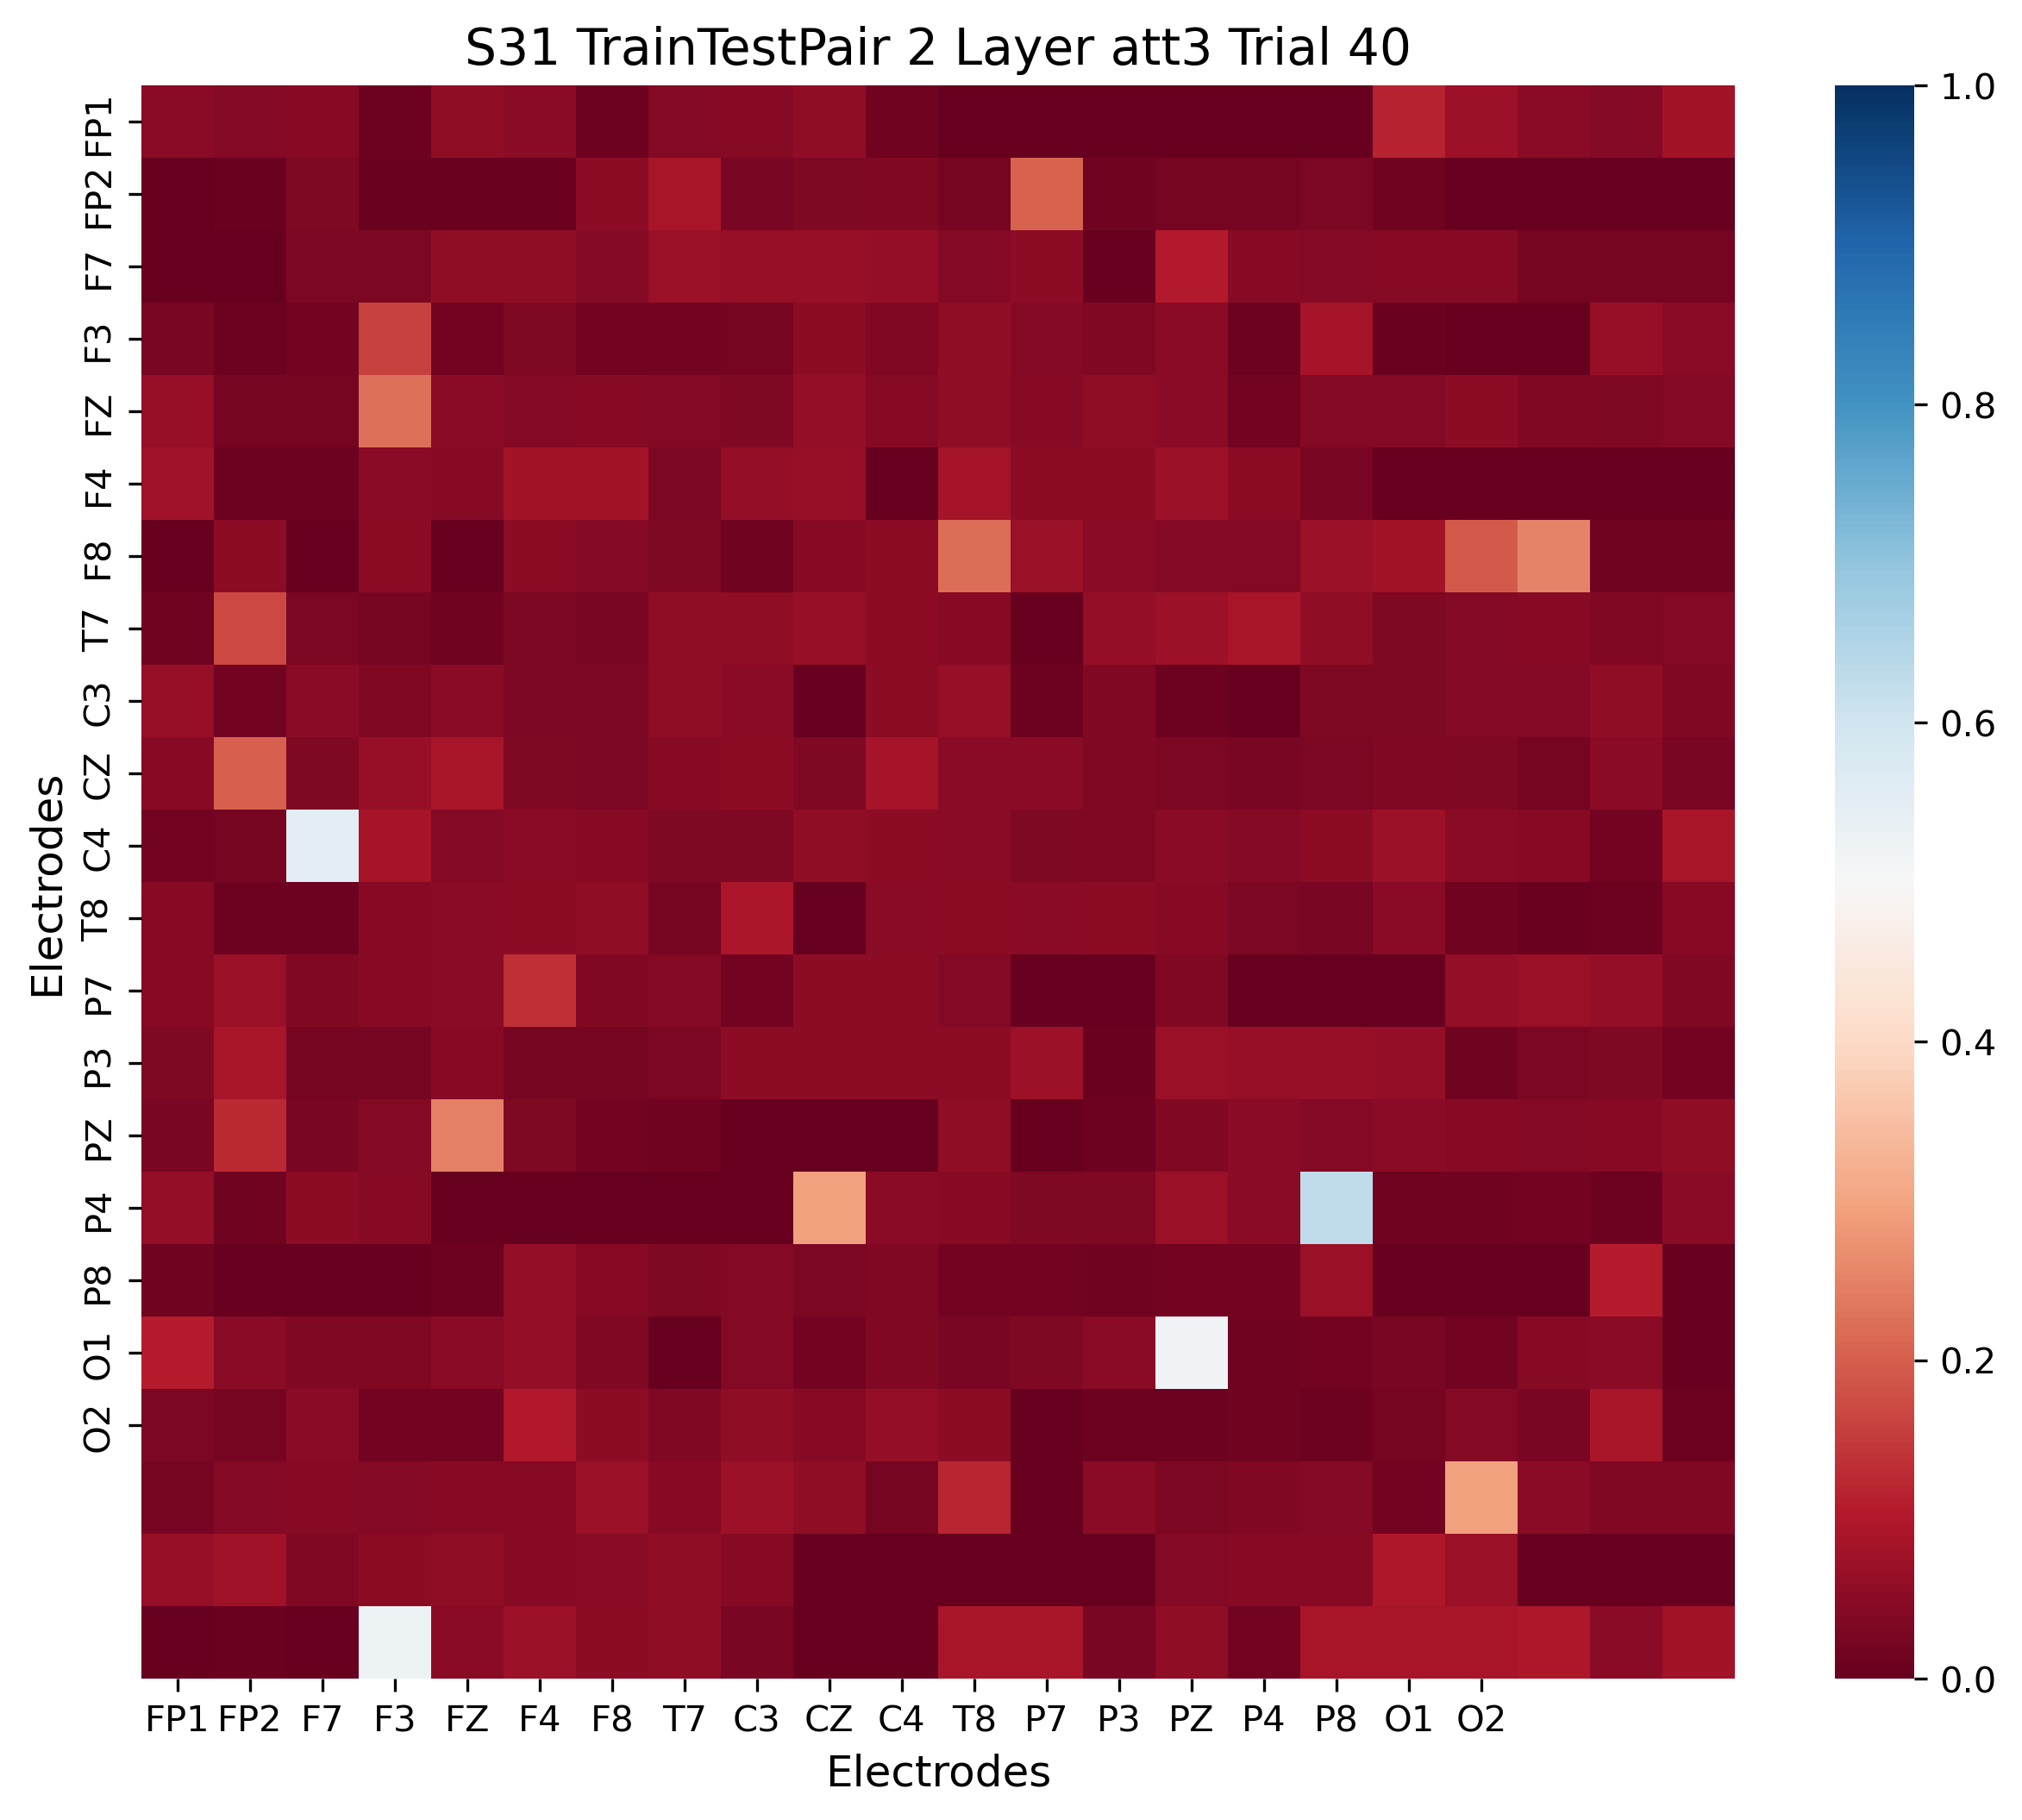 S31 TrainTestPair 2 Layer att3 Trial 40
Electrodes
FP1
FP2
F7
F3
FZ
F4
F8
T7
C3
CZ
C4
T8
P7
P3
PZ
P4
P8
O1
O2
FP1 FP2 F7 F3 FZ F4 F8 T7 C3 CZ C4 T8 P7 P3 PZ P4 P8 O1 O2
Electrodes
1.0
0.8
0.6
0.4
0.2
0.0